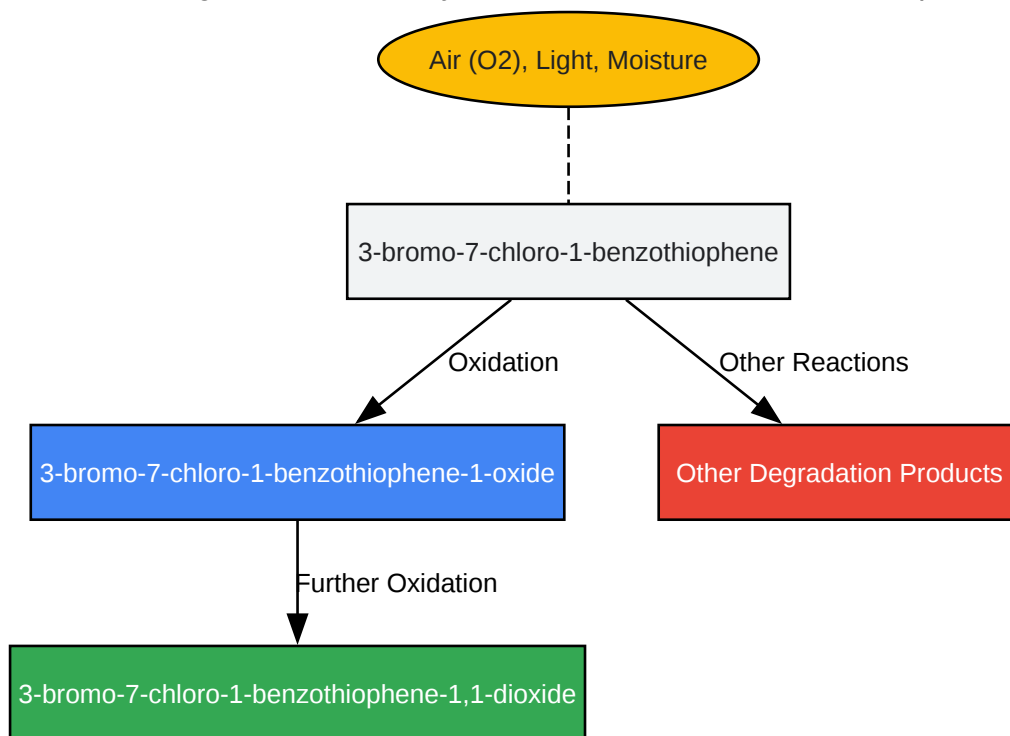 Air (O2), Light, Moisture
3-bromo-7-chloro-1-benzothiophene
Oxidation
Other Reactions
3-bromo-7-chloro-1-benzothiophene-1-oxide
Other Degradation Products
Further Oxidation
3-bromo-7-chloro-1-benzothiophene-1,1-dioxide